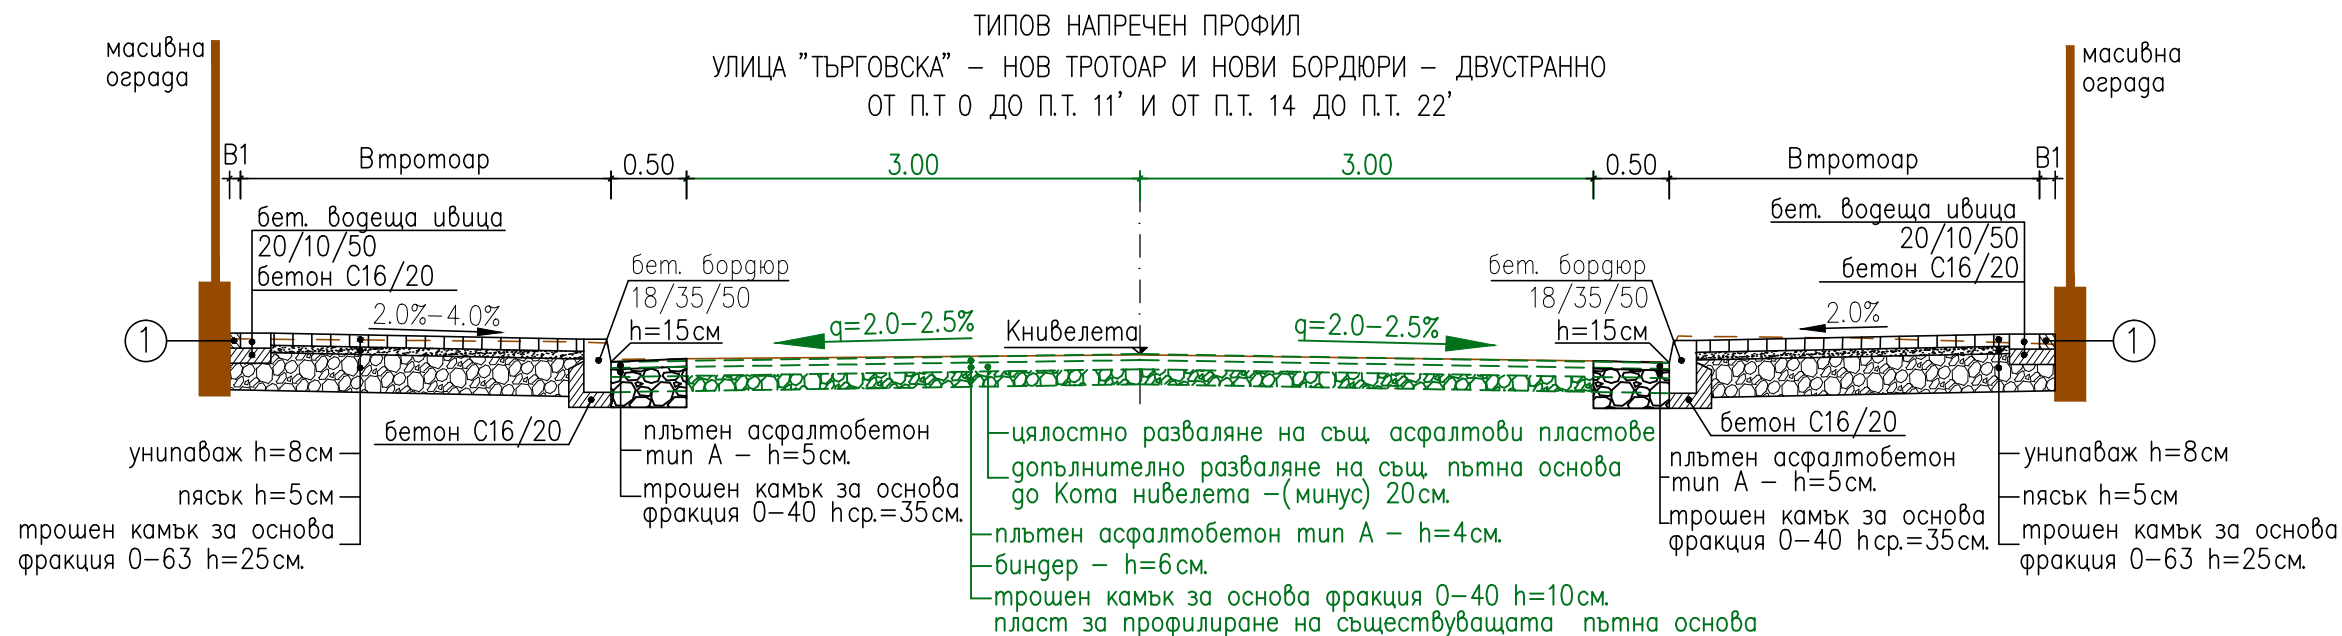 ТИПОВ НАПРЕЧЕН ПРОФИЛ
УЛИЦА "ТЪРГОВСКА" – НОВ ТРОТОАР И НОВИ БОРДЮРИ – ДВУСТРАННО
ОТ П.Т 0 ДО П.Т. 11' И ОТ П.Т. 14 ДО П.Т. 22'
масивна
ограда
масивна
ограда
В1
Втротоар
0.50
3.00
3.00
0.50
Втротоар
В1
бет. водеща ивица
20/10/50
бетон С16/20
2.0%-4.0%
бет. бордюр
18/35/50
h=15см
q=2.0-2.5%
Книвелета
q=2.0-2.5%
бет. бордюр
18/35/50
h=15см
бет. водеща ивица
20/10/50
бетон С16/20
2.0%
1
1
бетон С16/20
унипаваж h=8см
пясък h=5см
трошен камък за основа
фракция 0-63 h=25см.
плътен асфалтобетон
тип А – h=5см.
трошен камък за основа
фракция 0-40 hср.=35см.
цялостно разваляне на същ. асфалтови пластове
допълнително разваляне на същ. пътна основа
до Кота нивелета –(минус) 20см.
плътен асфалтобетон тип А – h=4см.
биндер – h=6см.
трошен камък за основа фракция 0-40 h=10см.
пласт за профилиране на съществуващата пътна основа
бетон С16/20
плътен асфалтобетон
тип А – h=5см.
трошен камък за основа
фракция 0-40 hср.=35см.
унипаваж h=8см
пясък h=5см
трошен камък за основа
фракция 0-63 h=25см.